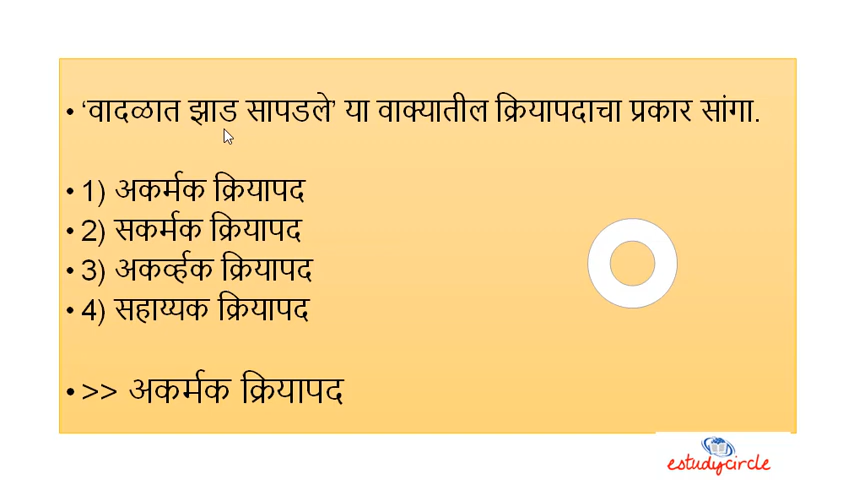 • ‘वादळात झाड सापडले’ या वाक्यातील क्रियापदाचा प्रकार सांगा.
• 1) अकर्मक क्रियापद
• 2) सकर्मक क्रियापद
• 3) अकर्व्हक क्रियापद
• 4) सहाय्यक क्रियापद
• >> अकर्मक क्रियापद
estudycircle